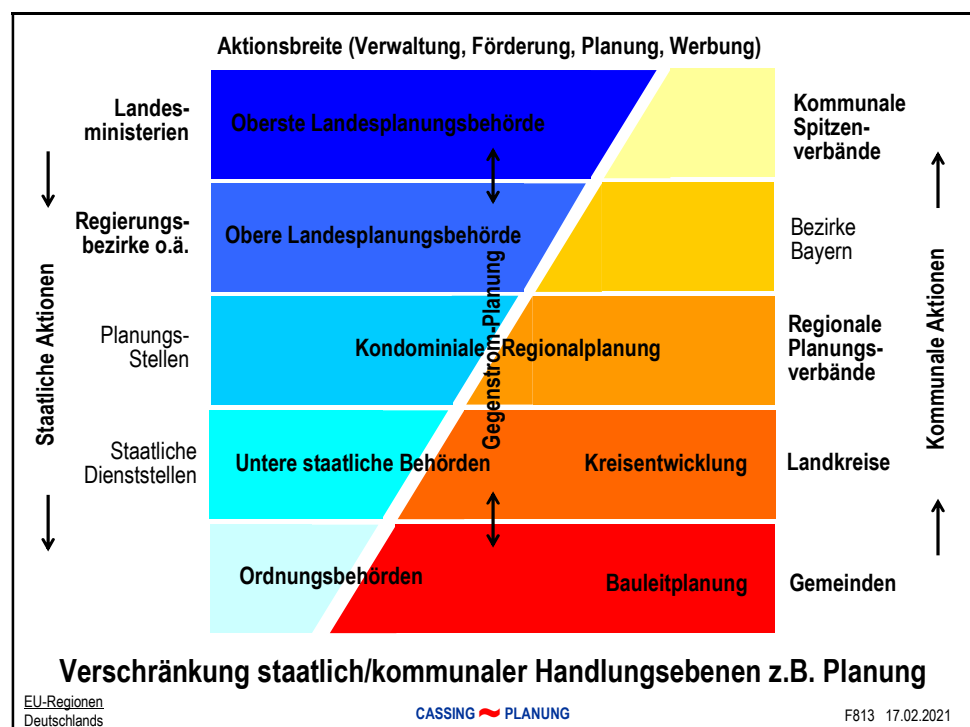 Aktionsbreite (Verwaltung, Förderung, Planung, Werbung)
Landes-
ministerien
Oberste Landesplanungsbehörde
Kommunale
Spitzen-
verbände
Regierungs-
bezirke o.ä.
Obere Landesplanungsbehörde
Bezirke
Bayern
Staatliche Aktionen
Gegenstrom-Planung
Kommunale Aktionen
Planungs-
Stellen
Kondominiale Regionalplanung
Regionale
Planungs-
verbände
Staatliche
Dienststellen
Untere staatliche Behörden
Kreisentwicklung
Landkreise
Ordnungsbehörden
Bauleitplanung
Gemeinden
Verschränkung staatlich/kommunaler Handlungsebenen z.B. Planung
EU-Regionen
Deutschlands
CASSING PLANUNG
F813 17.02.2021